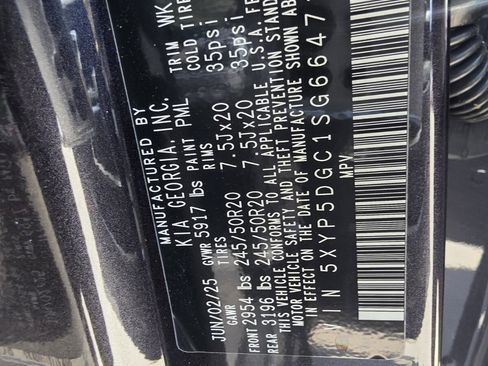 MANUFACTURED BY
KIA GEORGIA, INC.
JUN/02/25 GVWR 5917 lbs PAINT PML TRIM WK
GAWR TIRES RIMS COLD TIRE
FRONT 2954 lbs 245/50R20 7.5Jx20 35psi
REAR 3196 lbs 245/50R20 7.5Jx20 35psi
THIS VEHICLE CONFORMS TO ALL APPLICABLE U.S.A. FE
SAFETY AND THEFT PREVENTION STAND
IN EFFECT ON THE DATE OF MANUFACTURE SHOWN AB
VIN 5XYP5DGC1SG6647
MPV